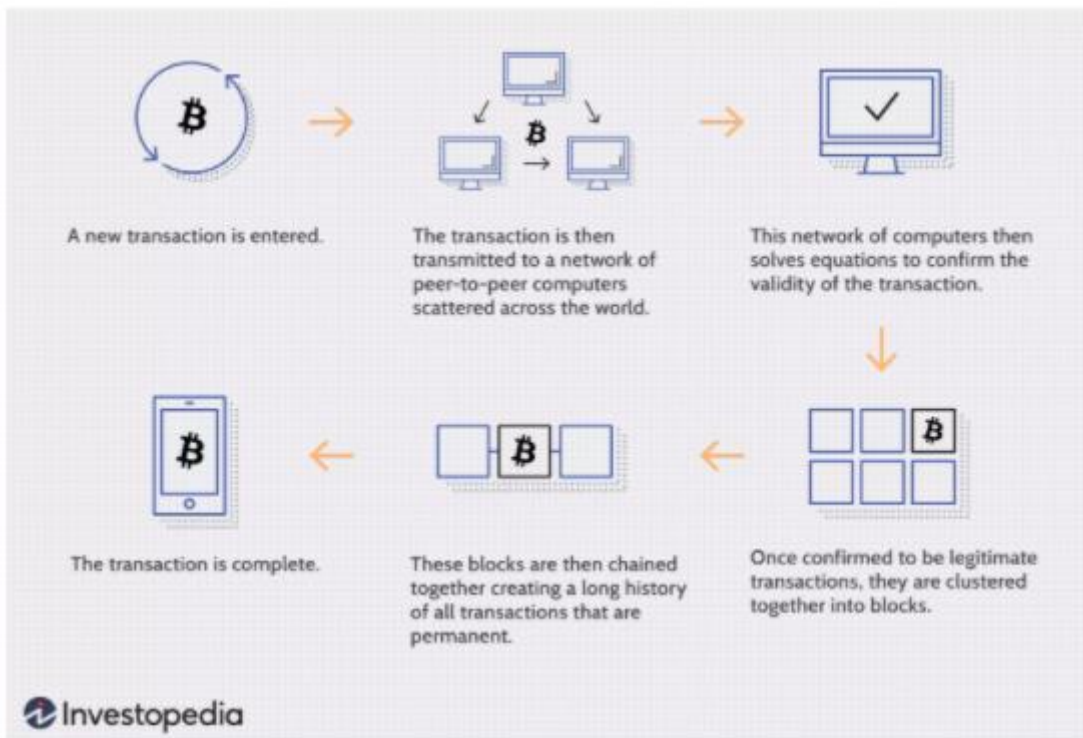 A new transaction is entered.
The transaction is then
transmitted to a network of
peer-to-peer computers
scattered across the world.
This network of computers then
solves equations to confirm the
validity of the transaction.
Once confirmed to be legitimate
transactions, they are clustered
together into blocks.
These blocks are then chained
together creating a long history
of all transactions that are
permanent.
The transaction is complete.
Investopedia